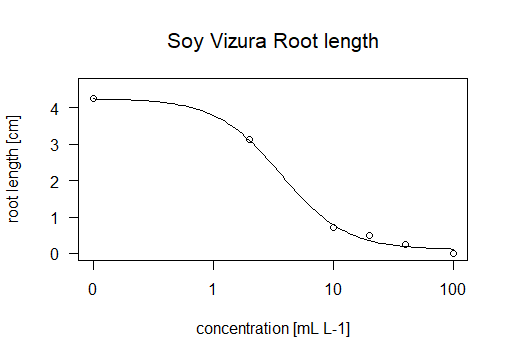 Soy Vizura Root length
root length [cm]
4
3
2
1
0
0 1 10 100
concentration [mL L-1]